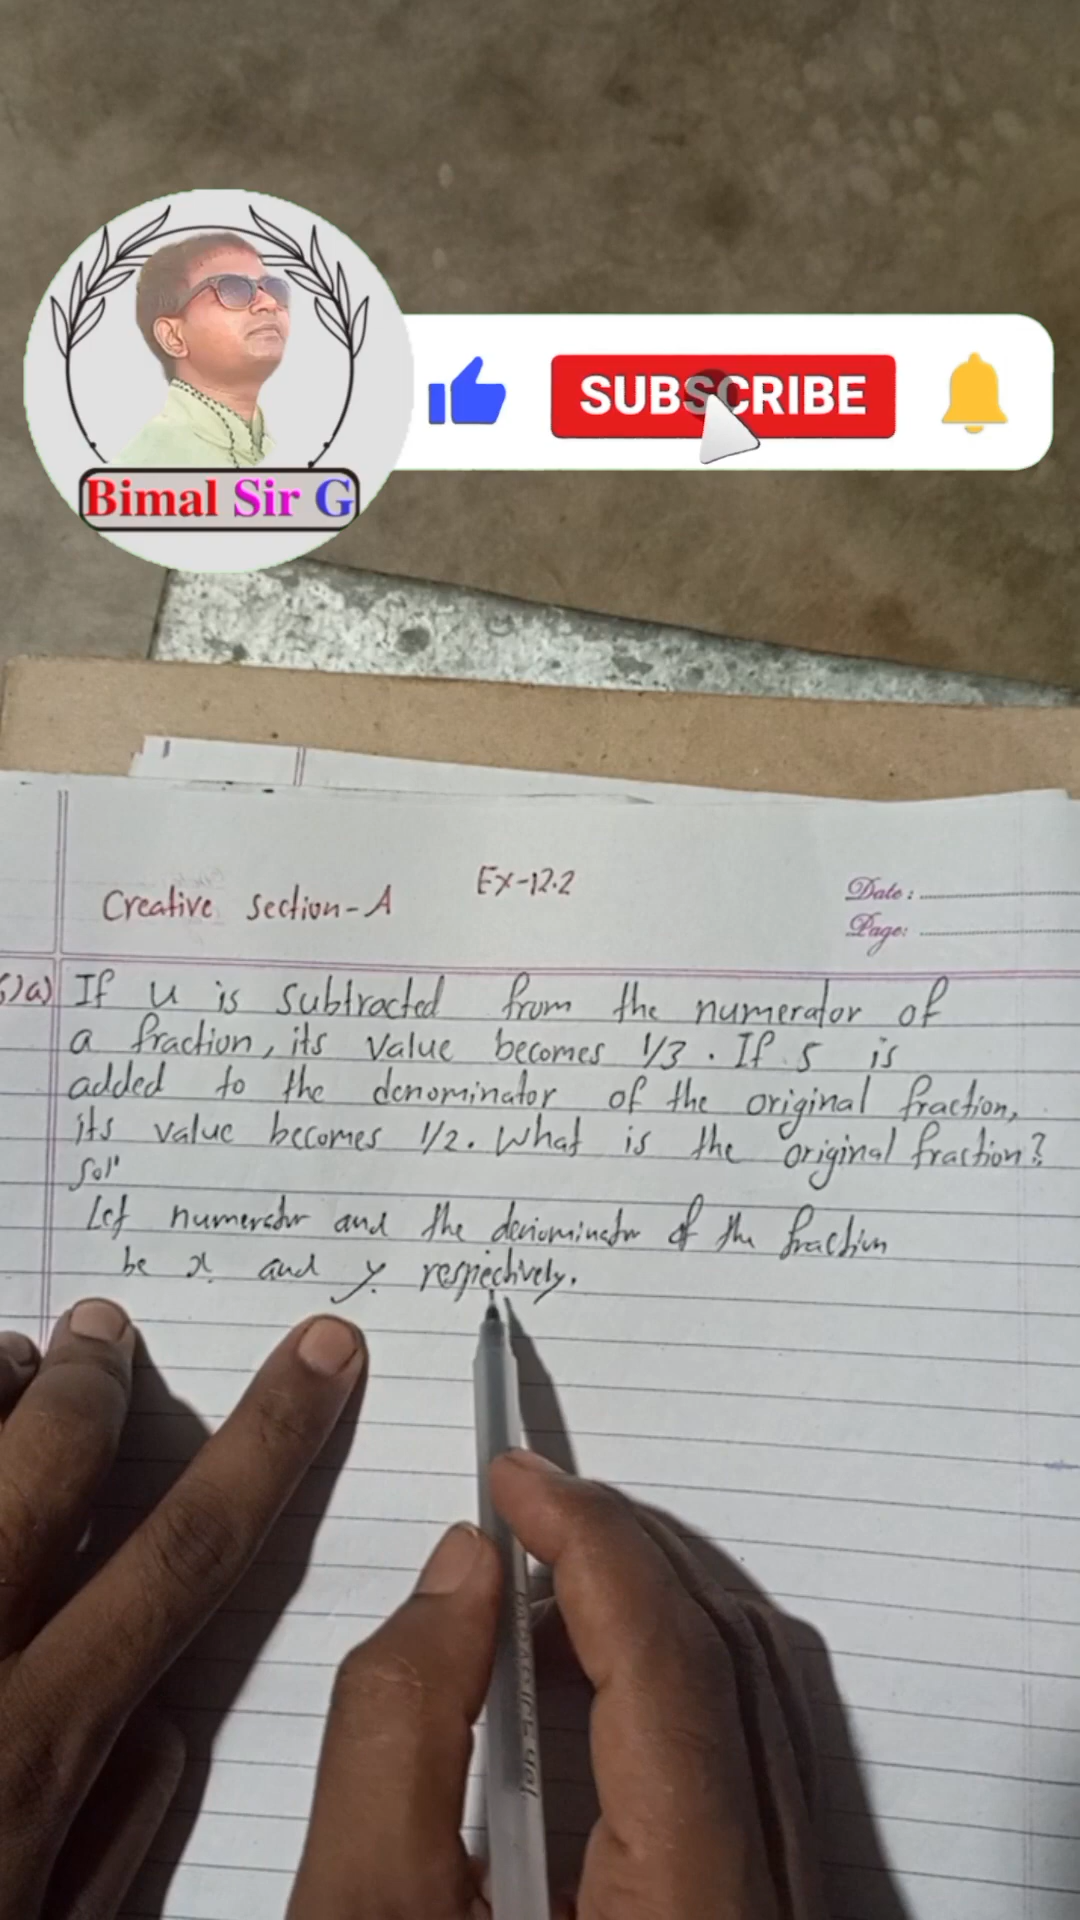 SUBSCRIBE
Bimal Sir G
Ex-12.2
Creative section-A
Date:
Page:
a) If u is subtracted from the numerator of
a fraction, its value becomes 1/3. If 5 is
added to the denominator of the original fraction,
its value becomes 1/2. What is the original fraction?
Sol'
Let numerator and the denominator of the fraction
be x and y respectively.